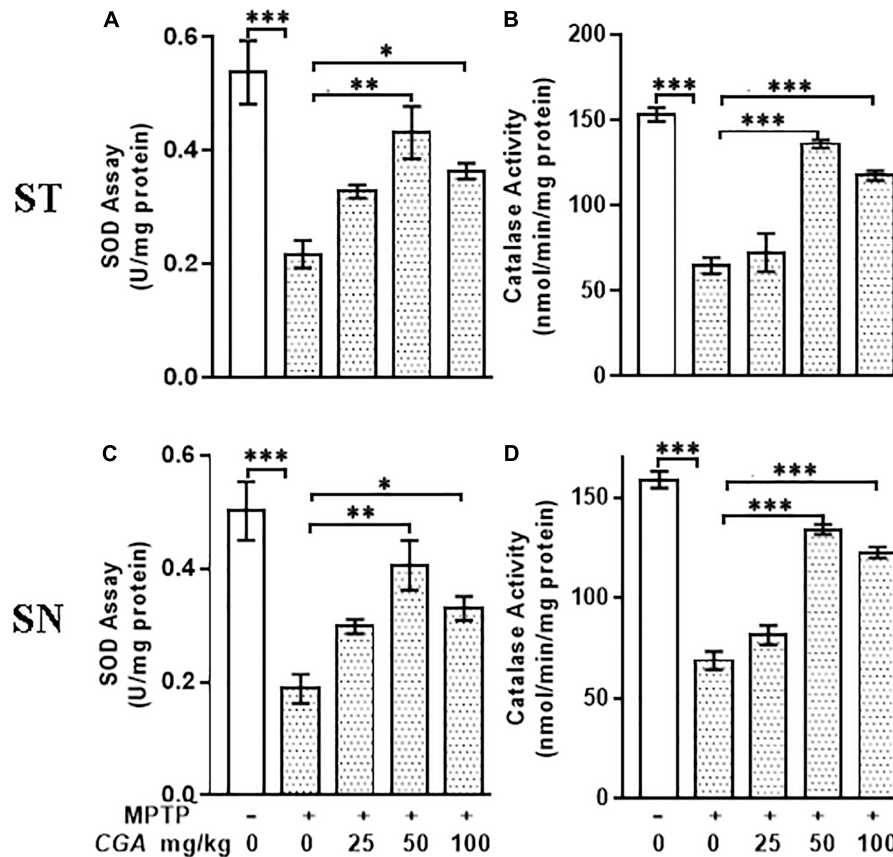 A
B
ST
SOD Assay
(U/mg protein)
0.6
0.4
0.2
0.0
***
**
*
Catalase Activity
(nmol/min/mg protein)
200
150
100
50
0
***
***
***
C
D
SN
SOD Assay
(U/mg protein)
0.6
0.4
0.2
0.0
***
**
*
Catalase Activity
(nmol/min/mg protein)
150
100
50
0
***
***
***
MPTP - + + + + - + + + +
CGA mg/kg 0 0 25 50 100 0 0 25 50 100